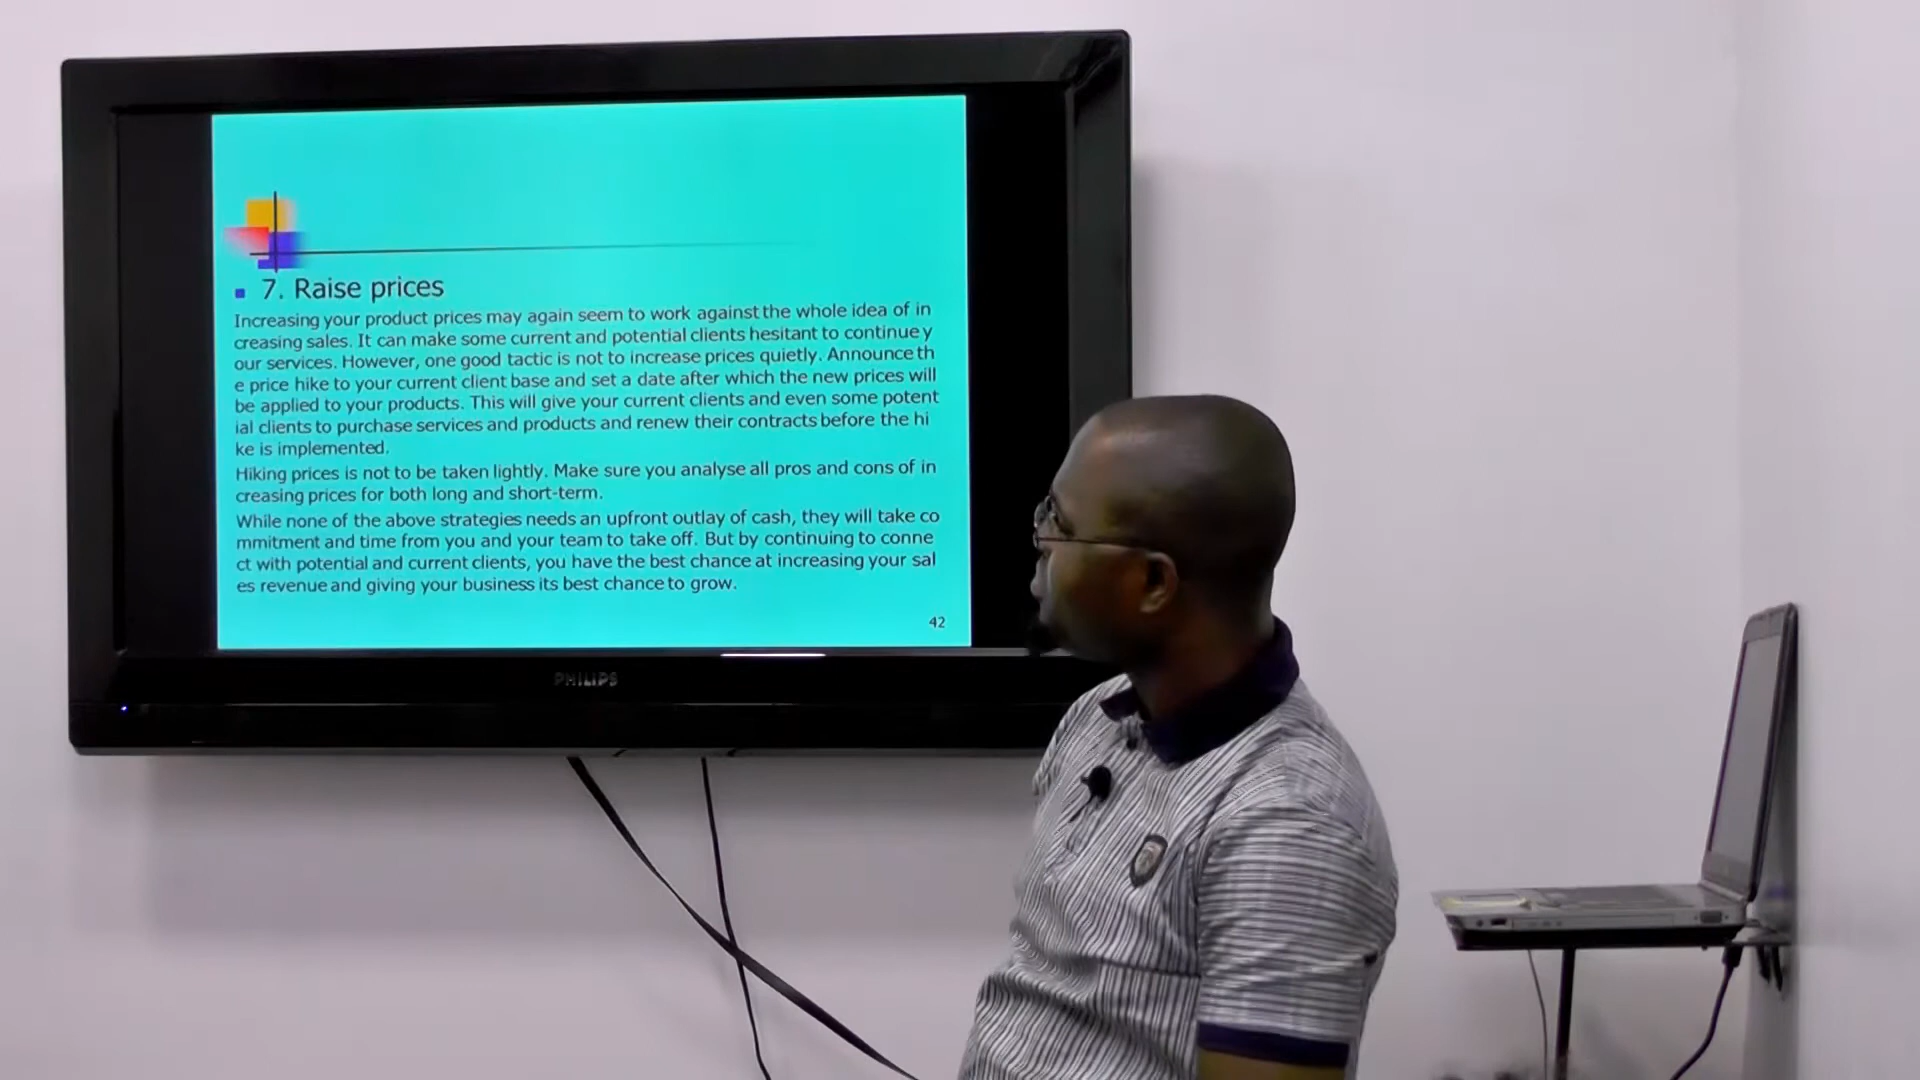 7. Raise prices
Increasing your product prices may again seem to work against the whole idea of in
creasing sales. It can make some current and potential clients hesitant to continue y
our services. However, one good tactic is not to increase prices quietly. Announce th
e price hike to your current client base and set a date after which the new prices will
be applied to your products. This will give your current clients and even some potent
ial clients to purchase services and products and renew their contracts before the hi
ke is implemented.
Hiking prices is not to be taken lightly. Make sure you analyse all pros and cons of in
creasing prices for both long and short-term.
While none of the above strategies needs an upfront outlay of cash, they will take co
mmitment and time from you and your team to take off. But by continuing to conne
ct with potential and current clients, you have the best chance at increasing your sal
es revenue and giving your business its best chance to grow.
42
PHILIPS